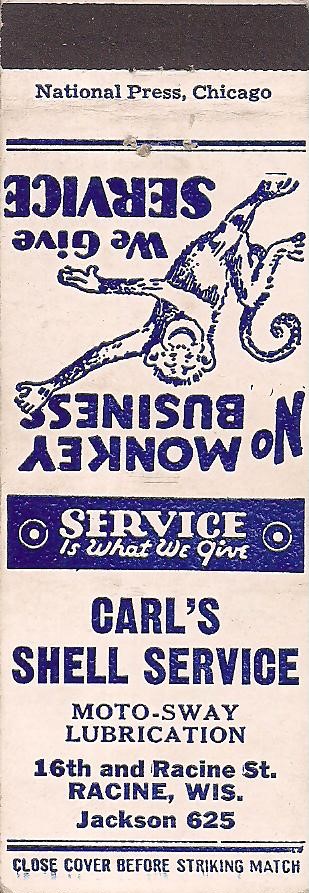 National Press, Chicago
No MONKEY
BUSINESS
We Give
SERVICE
SERVICE
Is What We Give
CARL'S
SHELL SERVICE
MOTO-SWAY
LUBRICATION
16th and Racine St.
RACINE, WIS.
Jackson 625
CLOSE COVER BEFORE STRIKING MATCH